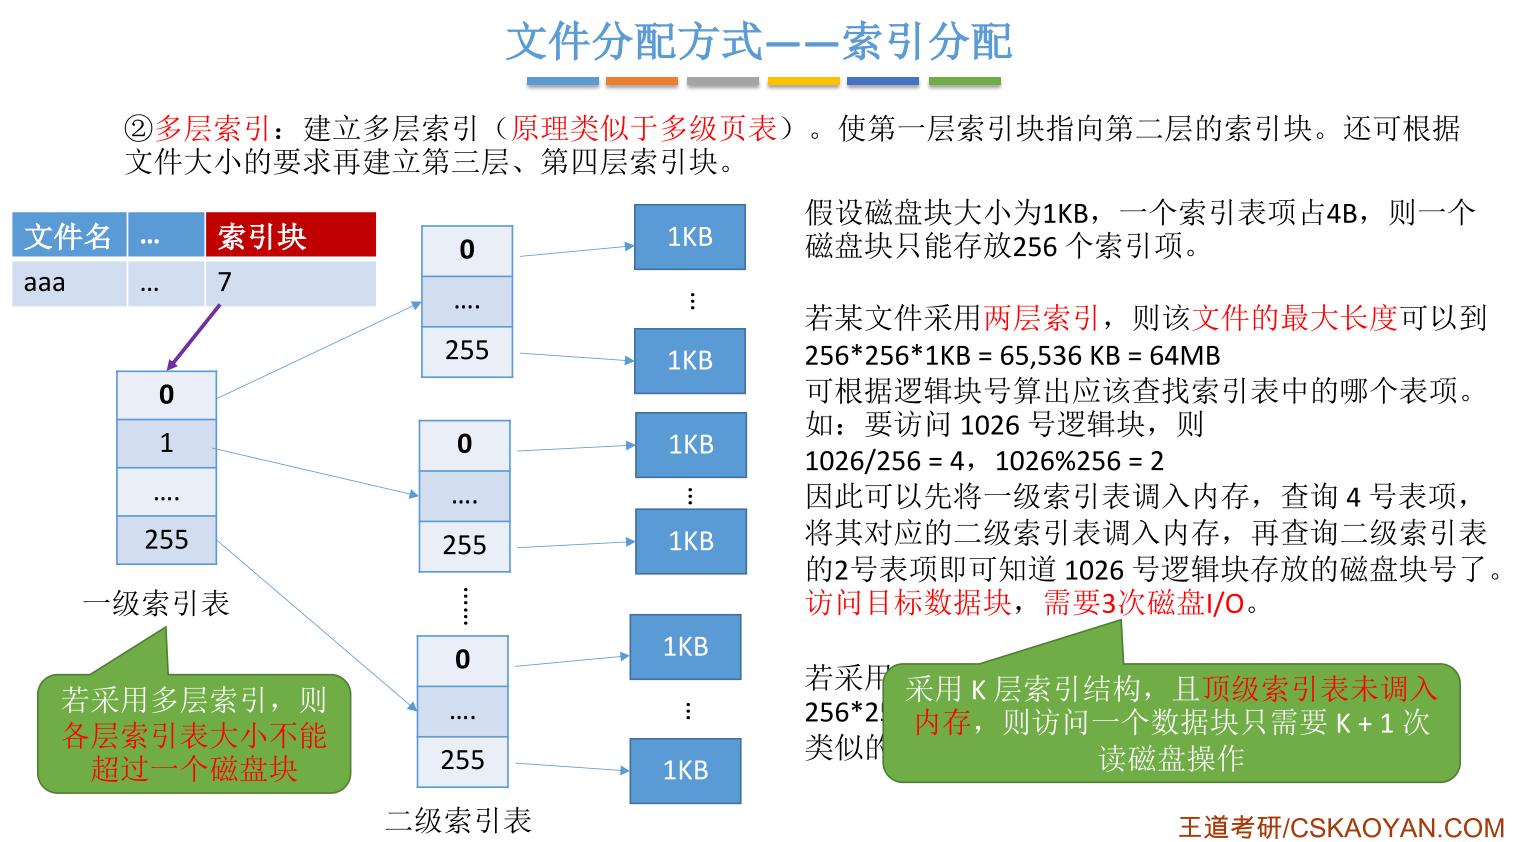 文件分配方式——索引分配
②多层索引：建立多层索引（原理类似于多级页表）。使第一层索引块指向第二层的索引块。还可根据
文件大小的要求再建立第三层、第四层索引块。
文件名 ... 索引块
aaa ... 7
0
1
....
255
一级索引表
若采用多层索引，则
各层索引表大小不能
超过一个磁盘块
0
....
255
0
....
255
......
0
....
255
二级索引表
1KB
...
1KB
1KB
...
1KB
1KB
...
1KB
假设磁盘块大小为1KB，一个索引表项占4B，则一个
磁盘块只能存放256 个索引项。
若某文件采用两层索引，则该文件的最大长度可以到
256*256*1KB = 65,536 KB = 64MB
可根据逻辑块号算出应该查找索引表中的哪个表项。
如：要访问 1026 号逻辑块，则
1026/256 = 4，1026%256 = 2
因此可以先将一级索引表调入内存，查询 4 号表项，
将其对应的二级索引表调入内存，再查询二级索引表
的2号表项即可知道 1026 号逻辑块存放的磁盘块号了。
访问目标数据块，需要3次磁盘I/O。
若采用
256*2
类似的
采用 K 层索引结构，且顶级索引表未调入
内存，则访问一个数据块只需要 K + 1 次
读磁盘操作
王道考研/CSKAOYAN.COM